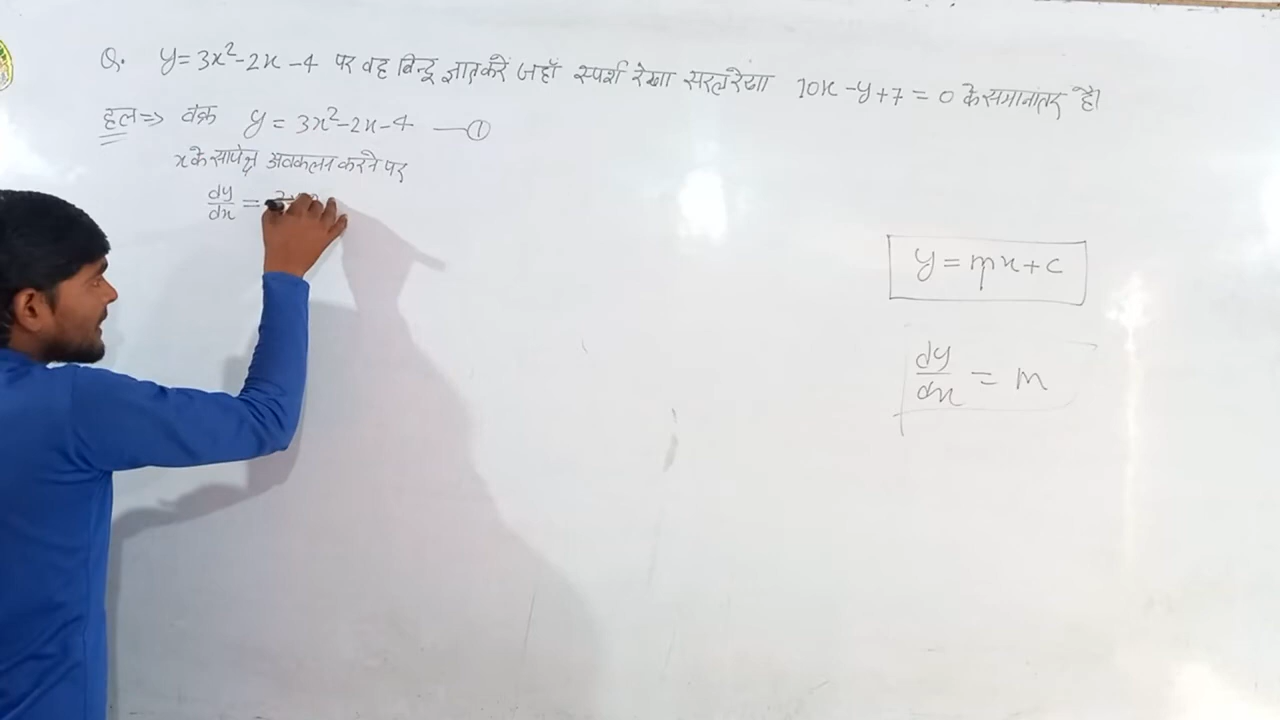 Q. y = 3x²-2x-4 पर वह बिन्दू ज्ञात करें जहाँ स्पर्श रेखा सरल रेखा 10x-y+7=0 के समानांतर है।
हल⇒ वक्र y = 3x²-2x-4 —①
x के सापेक्ष अवकलन करने पर
dy/dx =
y = mx + c
dy/dx = m